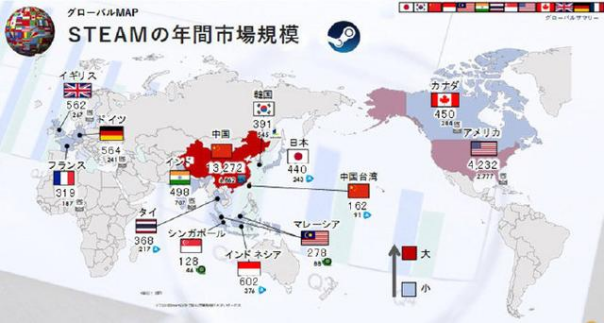 グローバルMAP
STEAMの年間市場規模
グローバルサマリー
イギリス
562
247
ドイツ
564
241
フランス
319
187
韓国
391
345
中国
13,272
日本
440
243
インド
498
707
中国台湾
162
91
タイ
368
217
シンガポール
128
46
マレーシア
278
88
インドネシア
602
376
カナダ
450
288
アメリカ
4,232
2,777
大
小